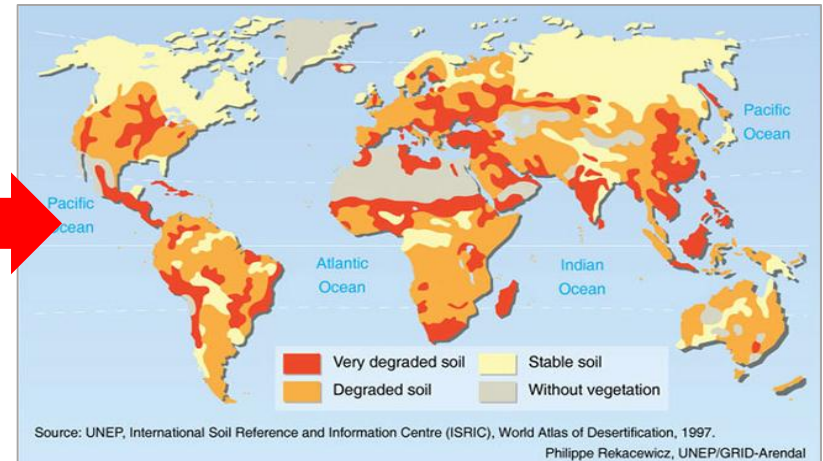 Pacific
Ocean
Pacific
cean
Atlantic
Ocean
Indian
Ocean
Very degraded soil
Stable soil
Degraded soil
Without vegetation
Source: UNEP, International Soil Reference and Information Centre (ISRIC), World Atlas of Desertification, 1997.
Philippe Rekacewicz, UNEP/GRID-Arendal